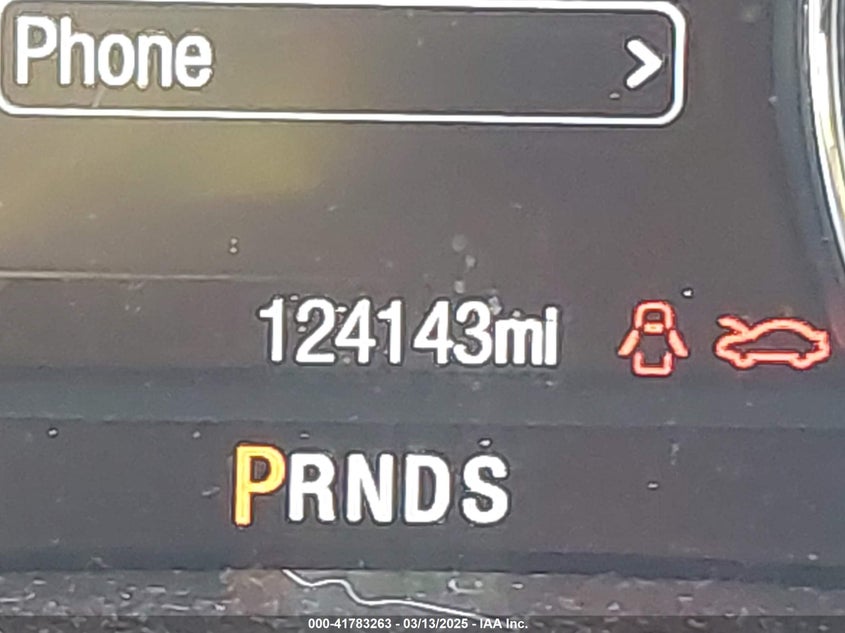 Phone
124143mi
PRNDS
000-41783263 - 03/13/2025 - IAA Inc.